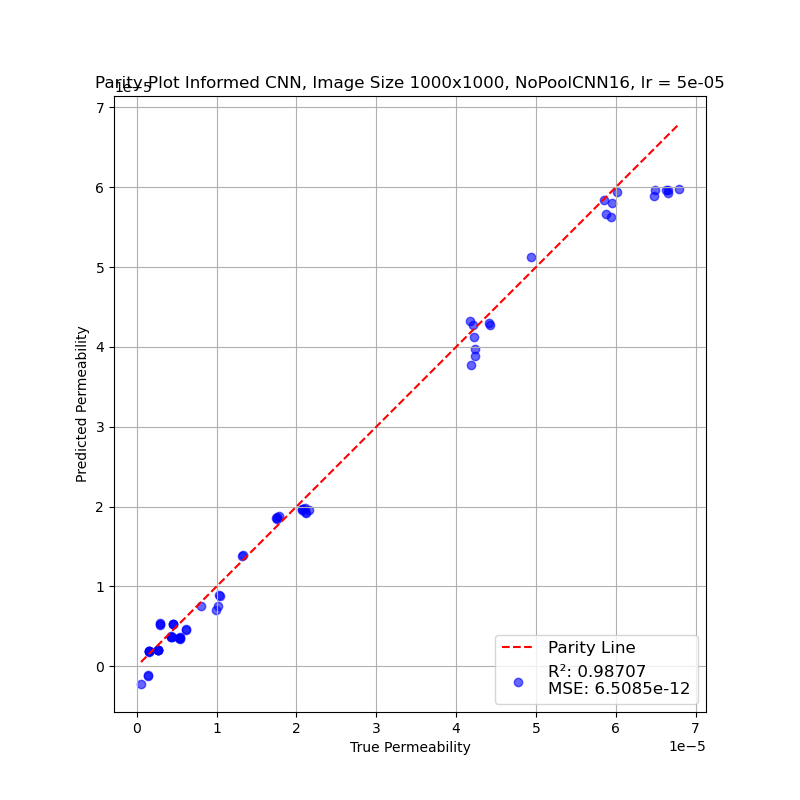 Parity Plot Informed CNN, Image Size 1000x1000, NoPoolCNN16, lr = 5e-05
1e−5
7
6
5
4
3
2
1
0
Predicted Permeability
Parity Line
R²: 0.98707
MSE: 6.5085e-12
0 1 2 3 4 5 6 7
True Permeability
1e−5